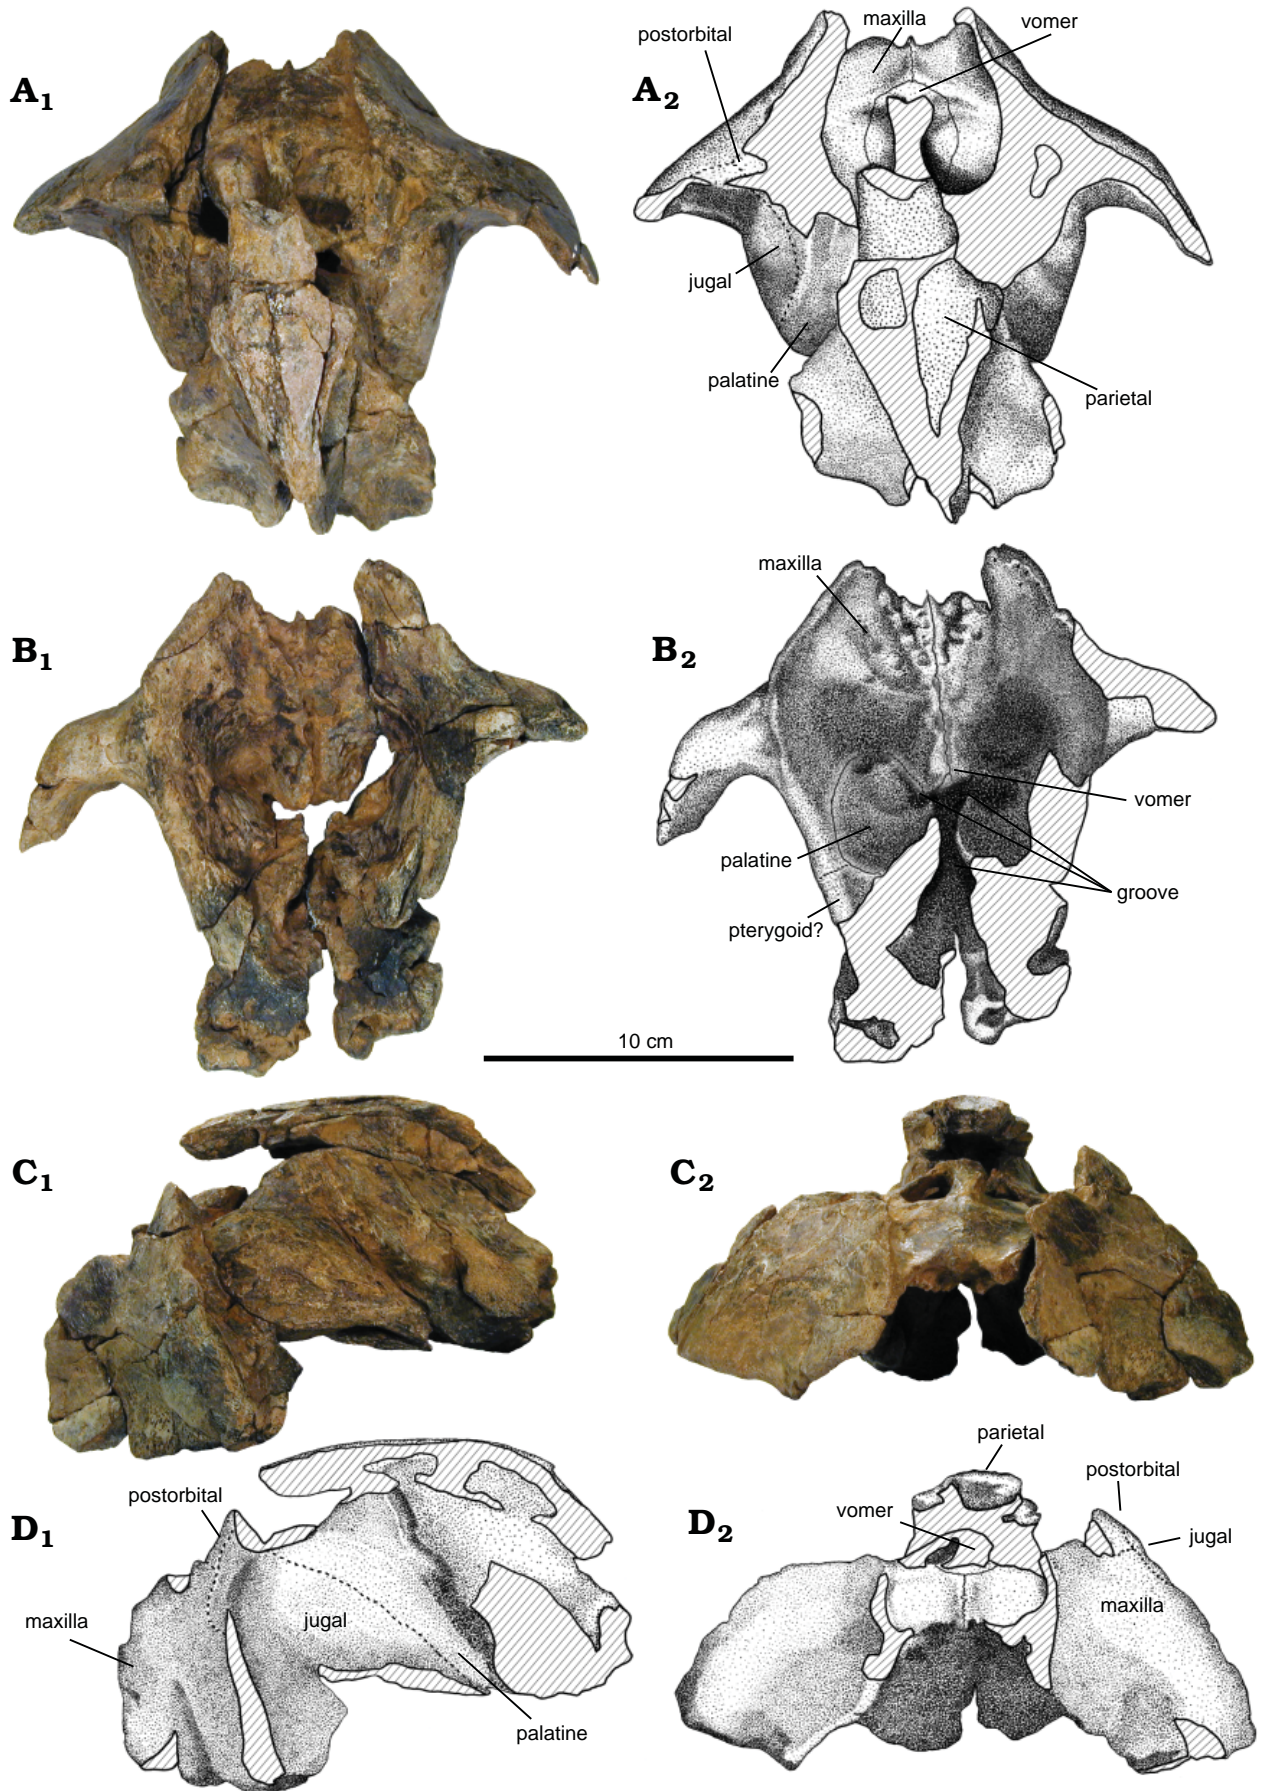 A1
A2
postorbital
maxilla
vomer
jugal
palatine
parietal
B1
B2
maxilla
vomer
palatine
groove
pterygoid?
10 cm
C1
C2
D1
postorbital
maxilla
jugal
palatine
D2
parietal
postorbital
vomer
jugal
maxilla